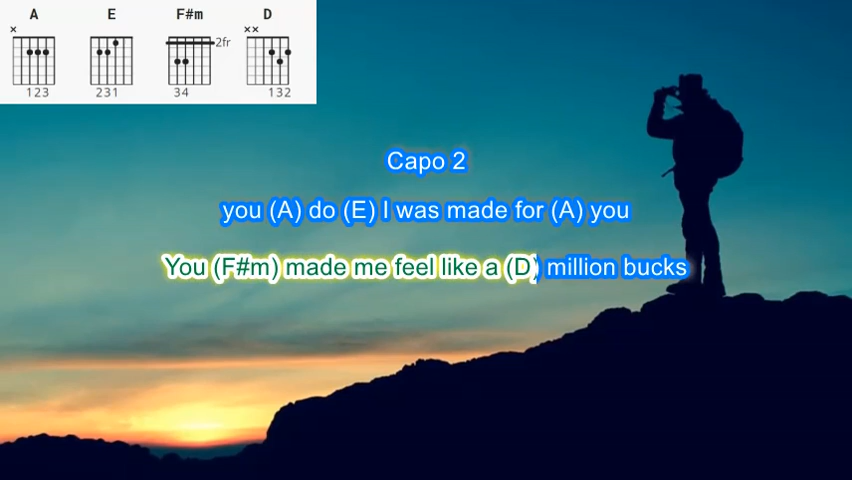 A E F#m D
× ××
2fr
123 231 34 132
Capo 2
you (A) do (E) I was made for (A) you
You (F#m) made me feel like a (D) million bucks